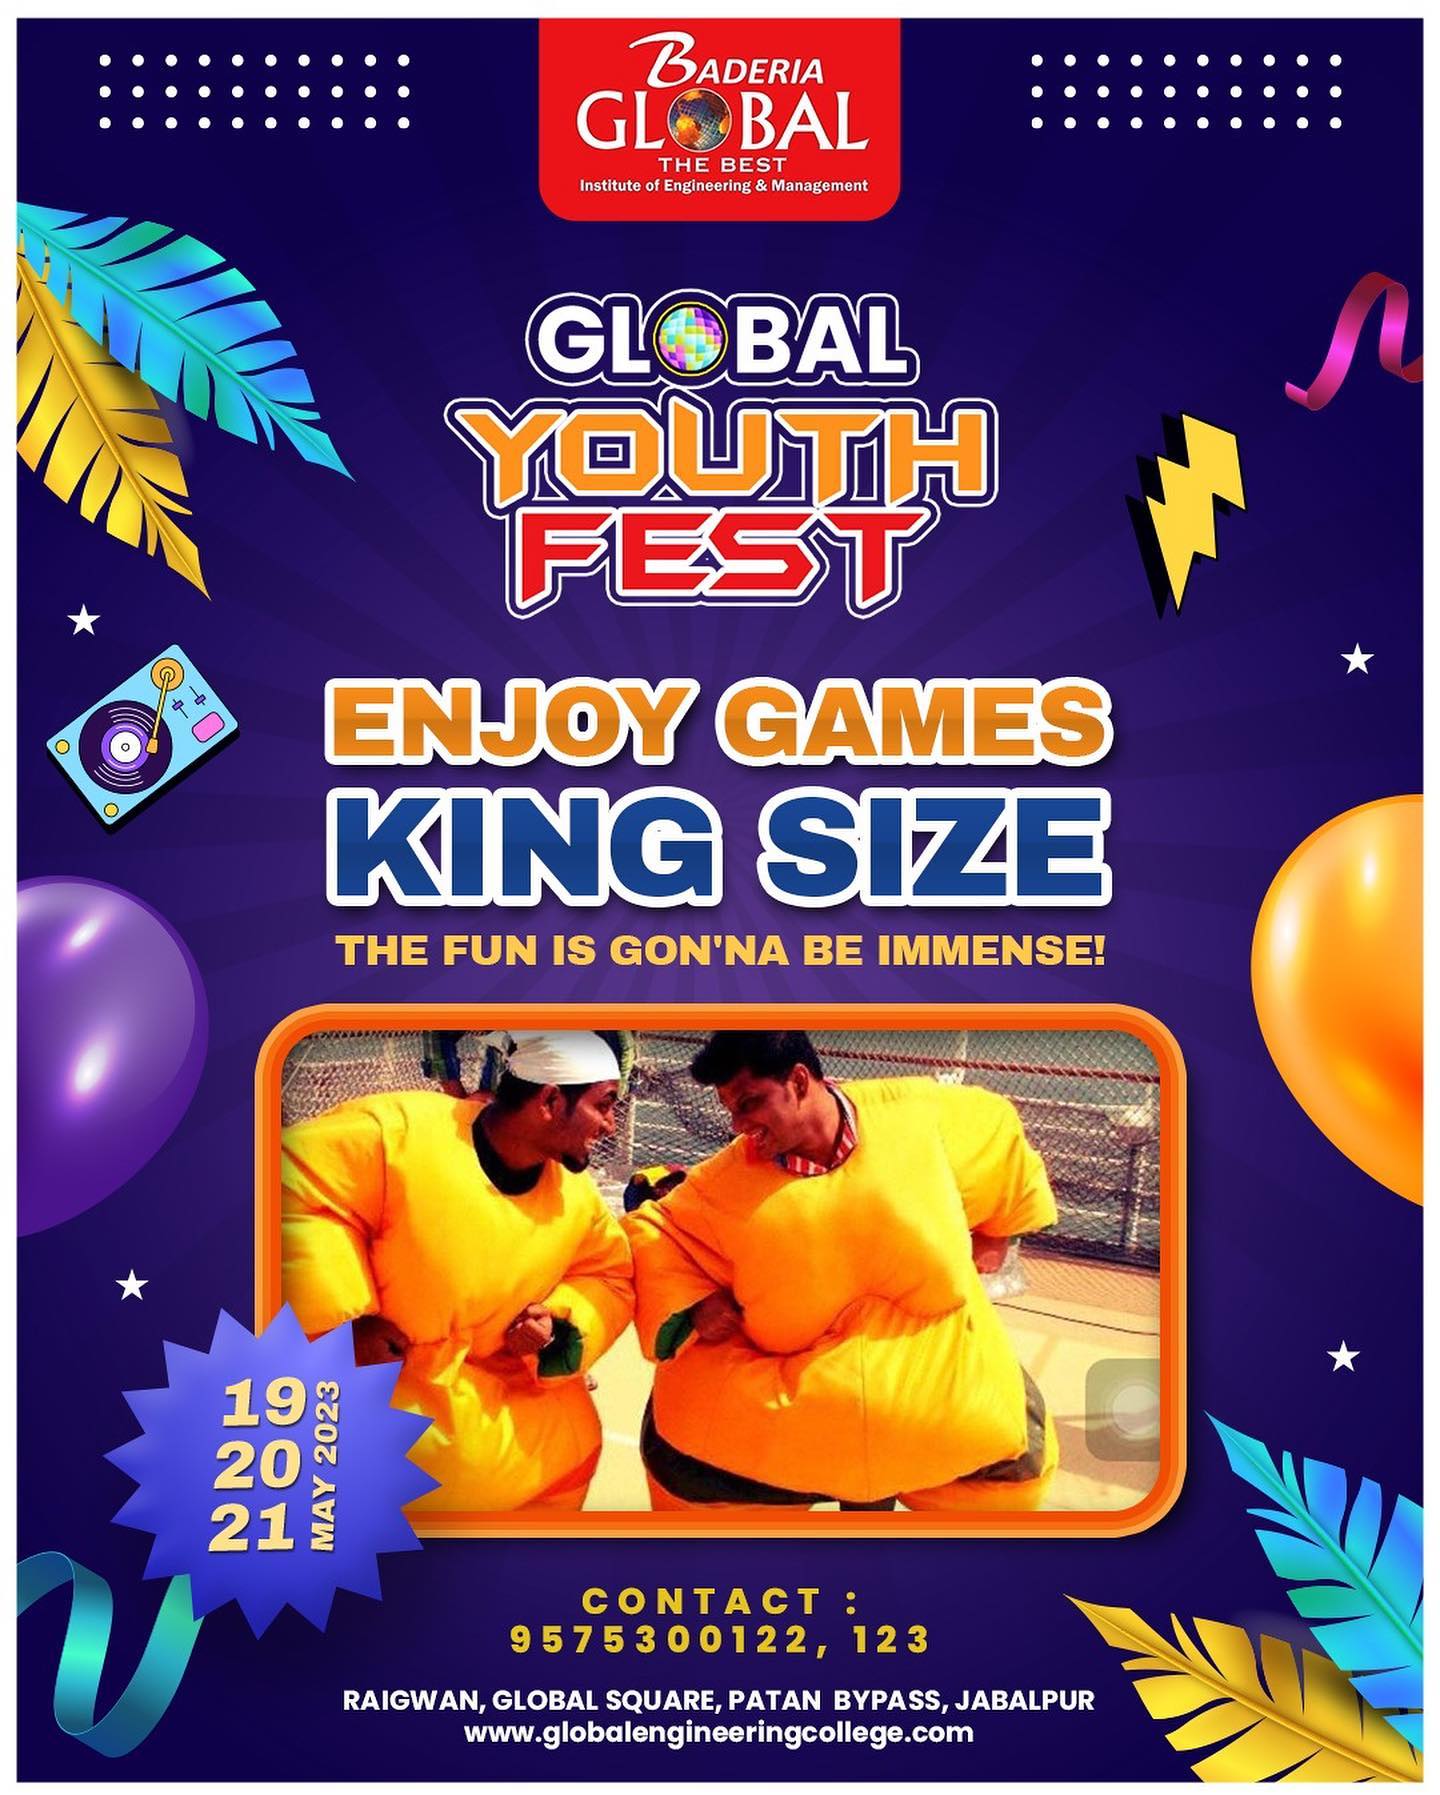 BADERIA
GLOBAL
THE BEST
Institute of Engineering & Management
GLOBAL
YOUTH
FEST
ENJOY GAMES
KING SIZE
THE FUN IS GON'NA BE IMMENSE!
19
20
21
MAY 2023
CONTACT :
9575300122, 123
RAIGWAN, GLOBAL SQUARE, PATAN BYPASS, JABALPUR
www.globalengineeringcollege.com